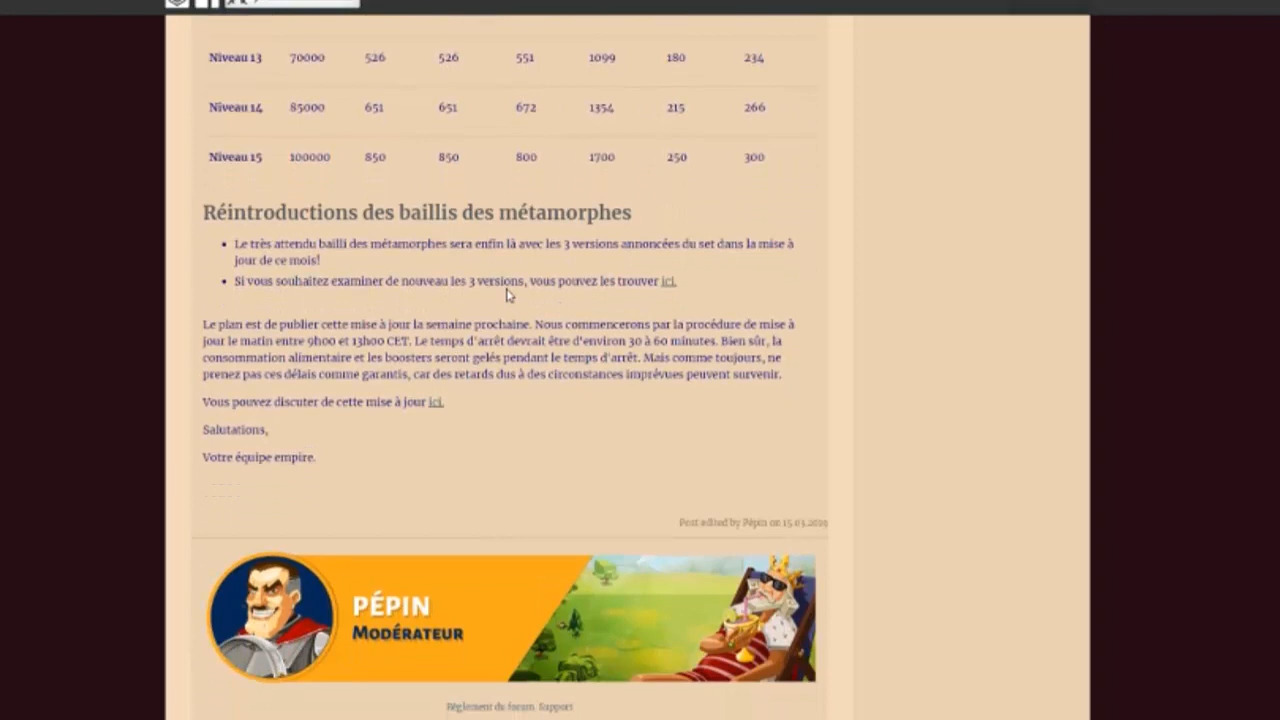 Niveau 13 70000 526 526 551 1099 180 234
Niveau 14 85000 651 651 672 1354 215 266
Niveau 15 100000 850 850 800 1700 250 300
Réintroductions des baillis des métamorphes
• Le très attendu bailli des métamorphes sera enfin là avec les 3 versions annoncées du set dans la mise à
jour de ce mois!
• Si vous souhaitez examiner de nouveau les 3 versions, vous pouvez les trouver ici.
Le plan est de publier cette mise à jour la semaine prochaine. Nous commencerons par la procédure de mise à
jour le matin entre 9h00 et 13h00 CET. Le temps d'arrêt devrait être d'environ 30 à 60 minutes. Bien sûr, la
consommation alimentaire et les boosters seront gelés pendant le temps d'arrêt. Mais comme toujours, ne
prenez pas ces délais comme garantis, car des retards dus à des circonstances imprévues peuvent survenir.
Vous pouvez discuter de cette mise à jour ici.
Salutations,
Votre équipe empire.
Post edited by Pépin on 15.03.2019
PÉPIN
MODÉRATEUR
Règlement du forum. Support